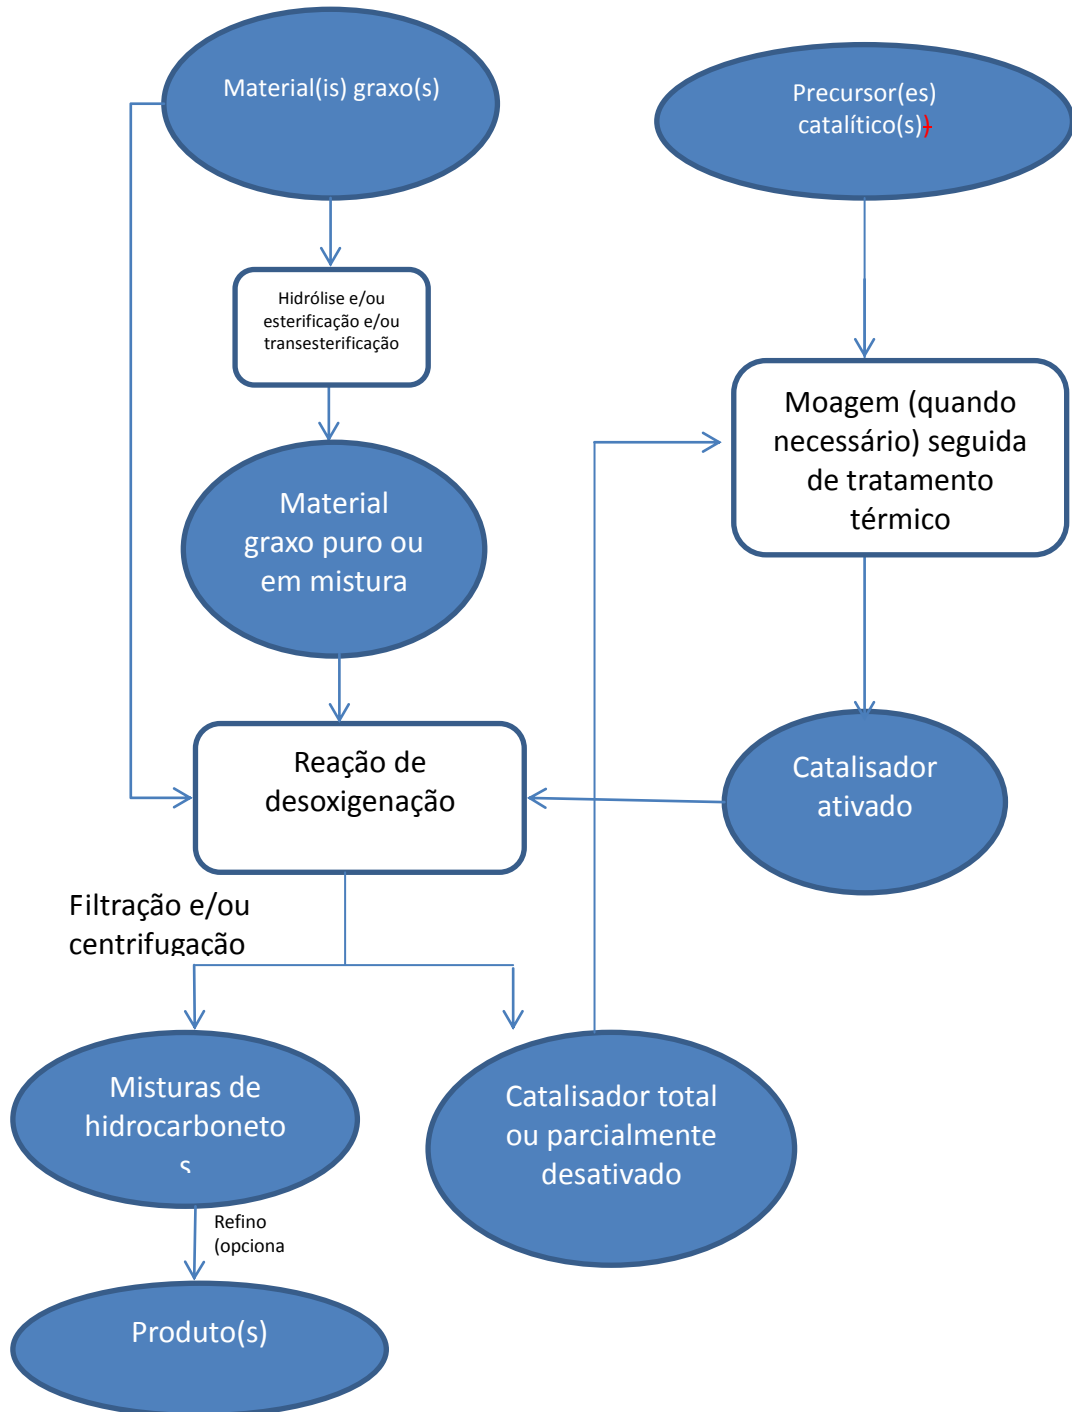 Material(is) graxo(s)
Precursor(es)
catalítico(s))
Hidrólise e/ou
esterificação e/ou
transesterificação
Moagem (quando
necessário) seguida
de tratamento
térmico
Material
graxo puro ou
em mistura
Reação de
desoxigenação
Catalisador
ativado
Filtração e/ou
centrifugação
Misturas de
hidrocarboneto
s
Catalisador total
ou parcialmente
desativado
Refino
(opciona
Produto(s)